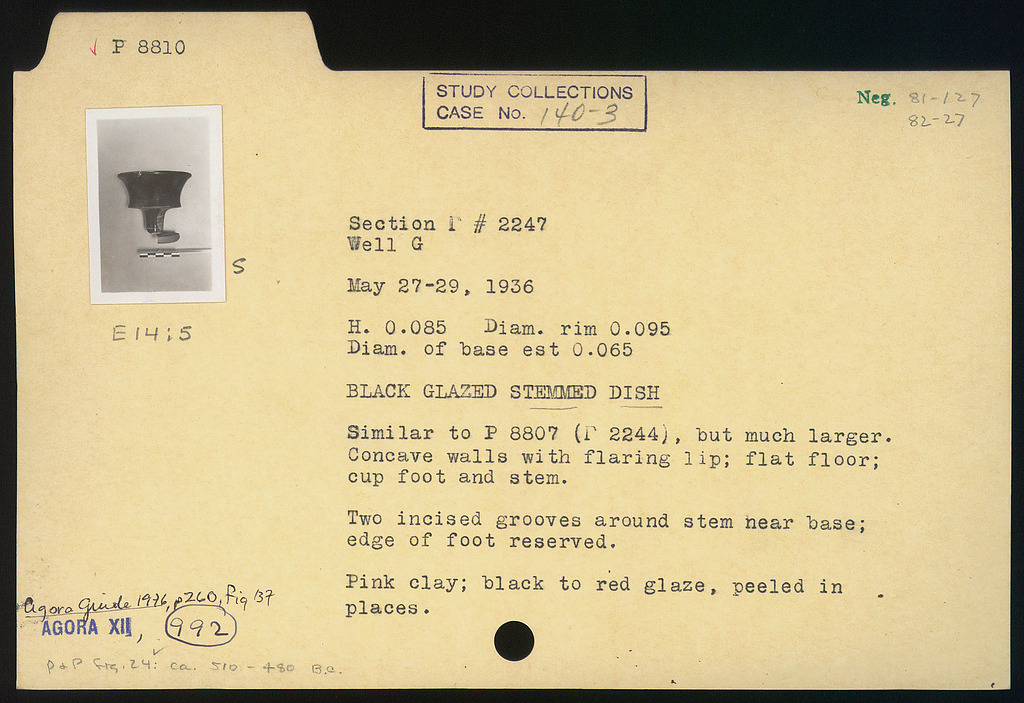 P 8810
STUDY COLLECTIONS
CASE No. 140-3
Neg. 81-127
82-27
S
E 14:5
Section Γ # 2247
Well G
May 27-29, 1936
H. 0.085 Diam. rim 0.095
Diam. of base est 0.065
BLACK GLAZED STEMMED DISH
Similar to P 8807 (Γ 2244), but much larger.
Concave walls with flaring lip; flat floor;
cup foot and stem.
Two incised grooves around stem near base;
edge of foot reserved.
Pink clay; black to red glaze, peeled in
places.
Agora Guide 1976, p260, fig 137
AGORA XII, 992
P+P fig. 24: ca. 510-480 B.C.